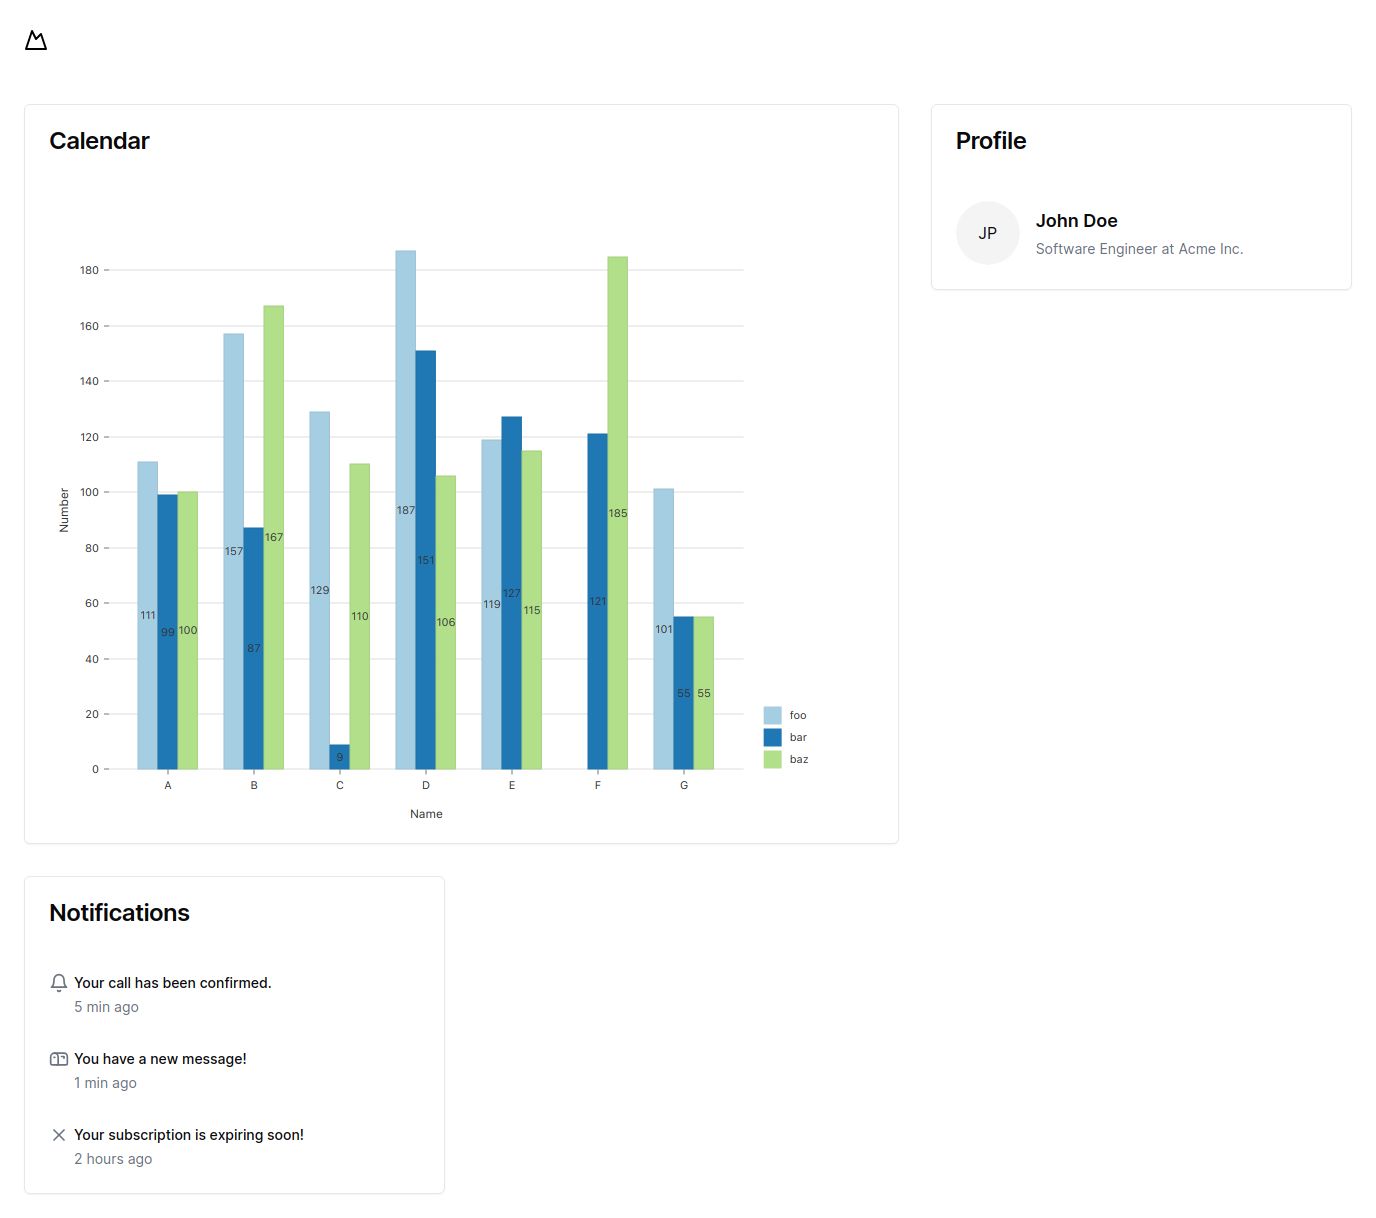 Calendar
180
160
140
120
100
80
60
40
20
0
Number
111
99
100
157
87
167
129
9
110
187
151
106
119
127
115
121
185
101
55
55
A
B
C
D
E
F
G
Name
foo
bar
baz
Profile
JP
John Doe
Software Engineer at Acme Inc.
Notifications
Your call has been confirmed.
5 min ago
You have a new message!
1 min ago
Your subscription is expiring soon!
2 hours ago